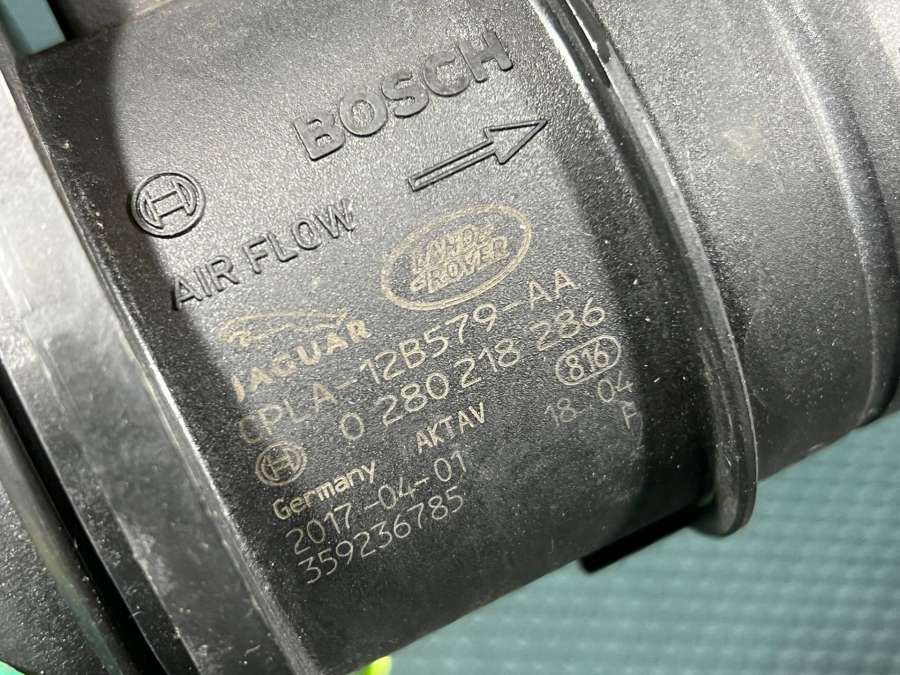 BOSCH
AIR FLOW
LAND ROVER
JAGUAR
CPLA-12B579-AA
0 280 218 286
816
AKTAV
18 04
Germany
P
2017-04-01
359236785